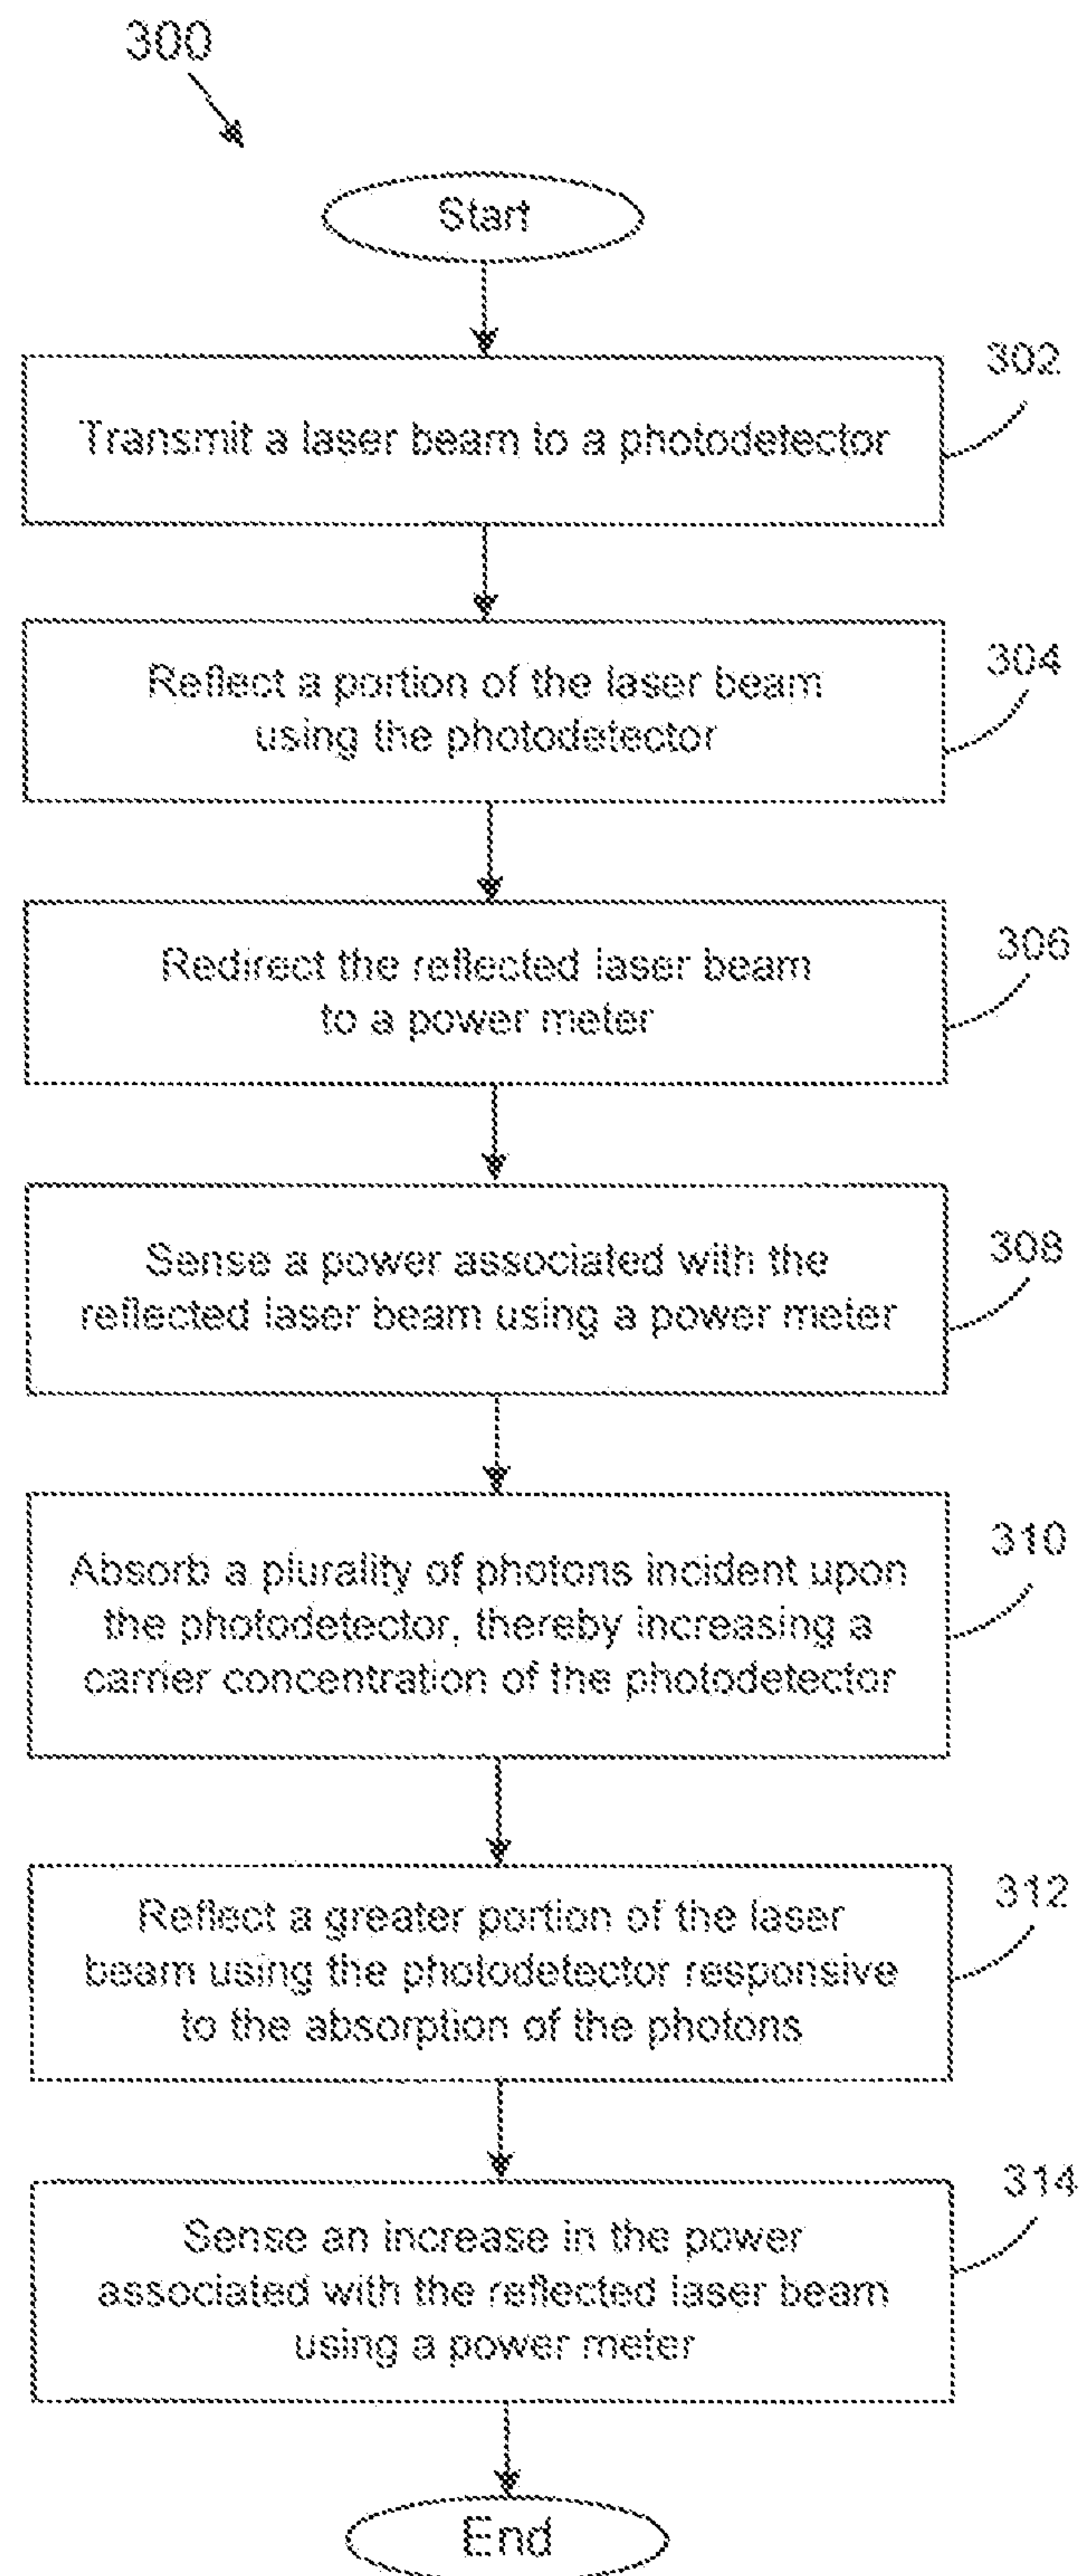 300
Start
302
Transmit a laser beam to a photodetector
304
Reflect a portion of the laser beam
using the photodetector
306
Redirect the reflected laser beam
to a power meter
308
Sense a power associated with the
reflected laser beam using a power meter
310
Absorb a plurality of photons incident upon
the photodetector, thereby increasing a
carrier concentration of the photodetector
312
Reflect a greater portion of the laser
beam using the photodetector responsive
to the absorption of the photons
314
Sense an increase in the power
associated with the reflected laser beam
using a power meter
End